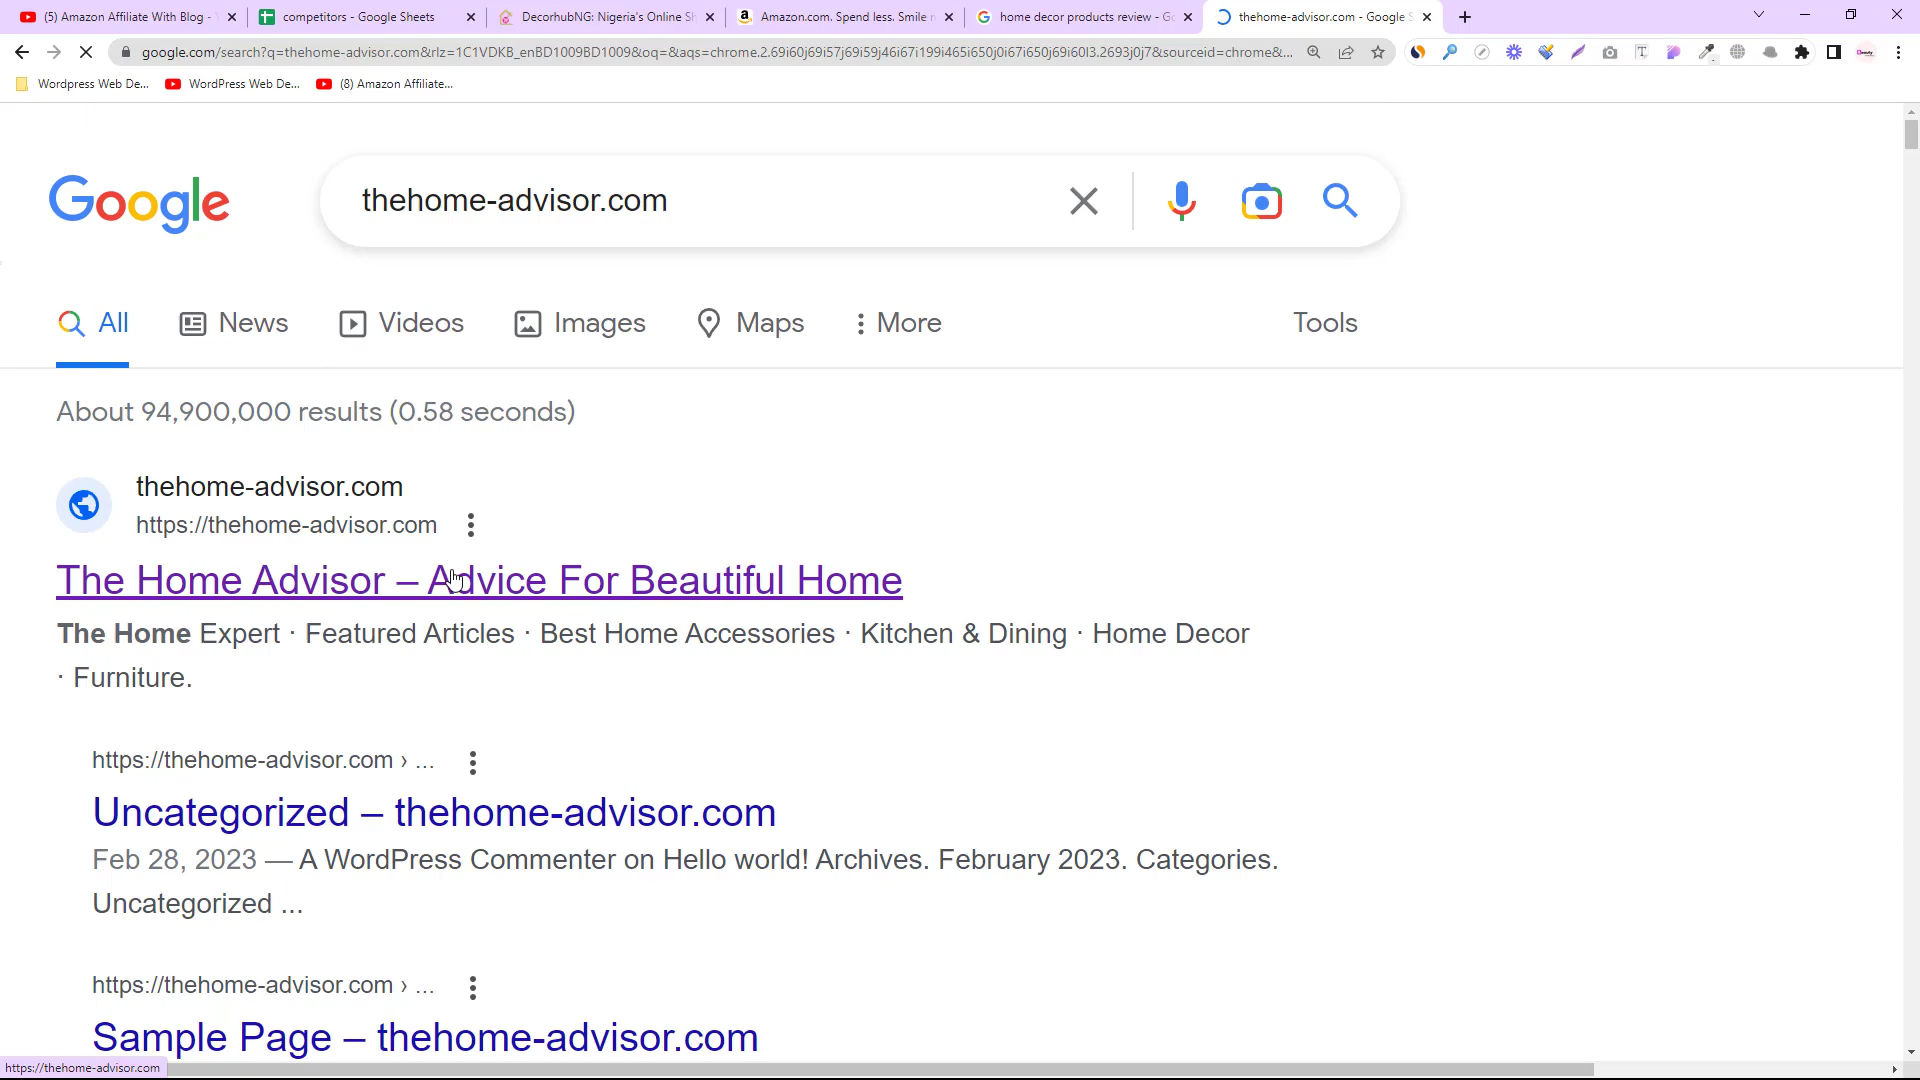 (5) Amazon Affiliate With Blog -
competitors - Google Sheets
DecorhubNG: Nigeria's Online Sh
Amazon.com. Spend less. Smile
home decor products review - Go
thehome-advisor.com - Google S
google.com/search?q=thehome-advisor.com&rlz=1C1VDKB_enBD1009BD1009&oq=&aqs=chrome.2.69i60j69i57j69i59j46i67i199i465i650j0i67i650j69i60l3.2693j0j7&sourceid=chrome&...
Wordpress Web De...
WordPress Web De...
(8) Amazon Affiliate...
Google
thehome-advisor.com
All
News
Videos
Images
Maps
More
Tools
About 94,900,000 results (0.58 seconds)
thehome-advisor.com
https://thehome-advisor.com
The Home Advisor – Advice For Beautiful Home
The Home Expert · Featured Articles · Best Home Accessories · Kitchen & Dining · Home Decor
· Furniture.
https://thehome-advisor.com › ...
Uncategorized – thehome-advisor.com
Feb 28, 2023 — A WordPress Commenter on Hello world! Archives. February 2023. Categories.
Uncategorized ...
https://thehome-advisor.com › ...
Sample Page – thehome-advisor.com
https://thehome-advisor.com